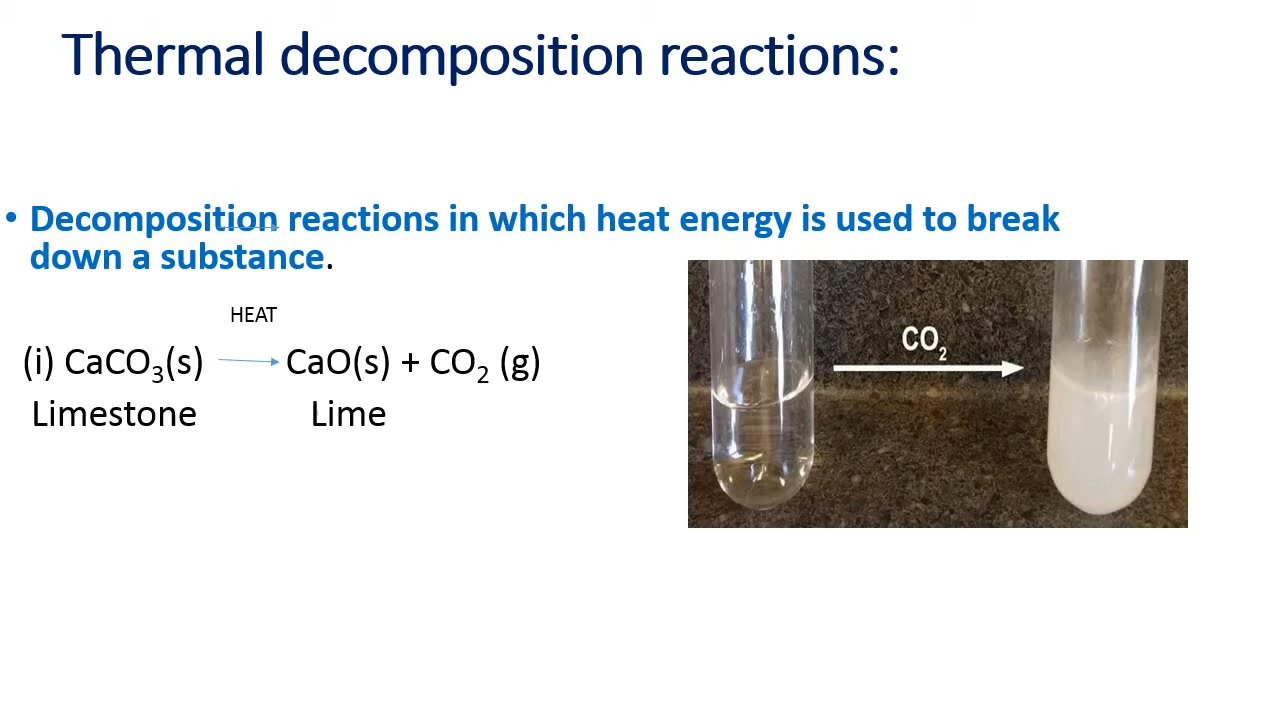 Thermal decomposition reactions:
• Decomposition reactions in which heat energy is used to break
down a substance.
HEAT
(i) CaCO₃(s) CaO(s) + CO₂ (g)
Limestone Lime
CO₂